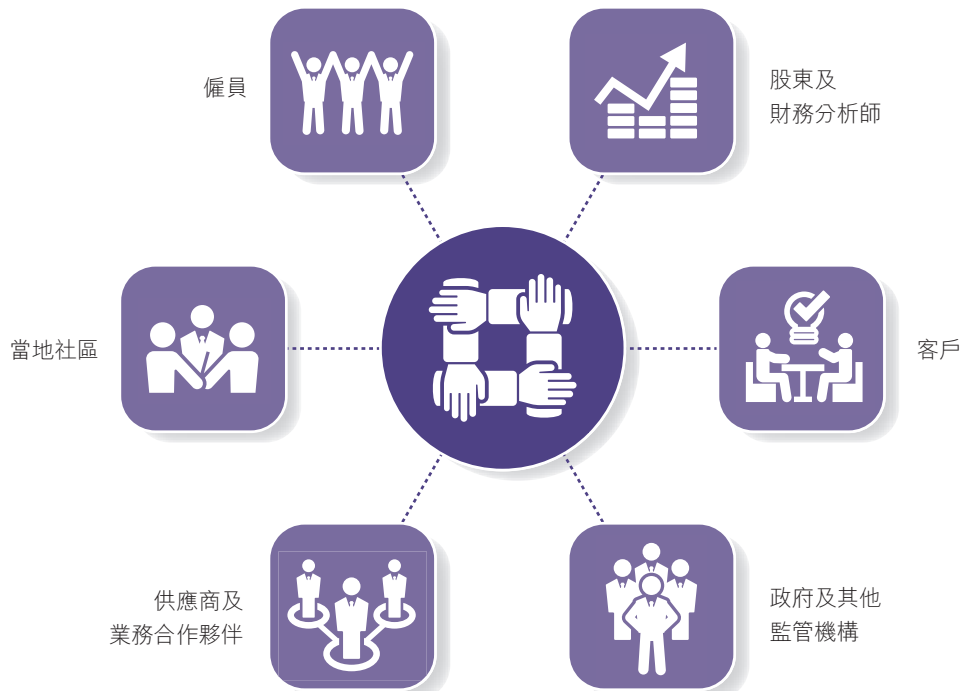 僱員
股東及
財務分析師
當地社區
客戶
供應商及
業務合作夥伴
政府及其他
監管機構